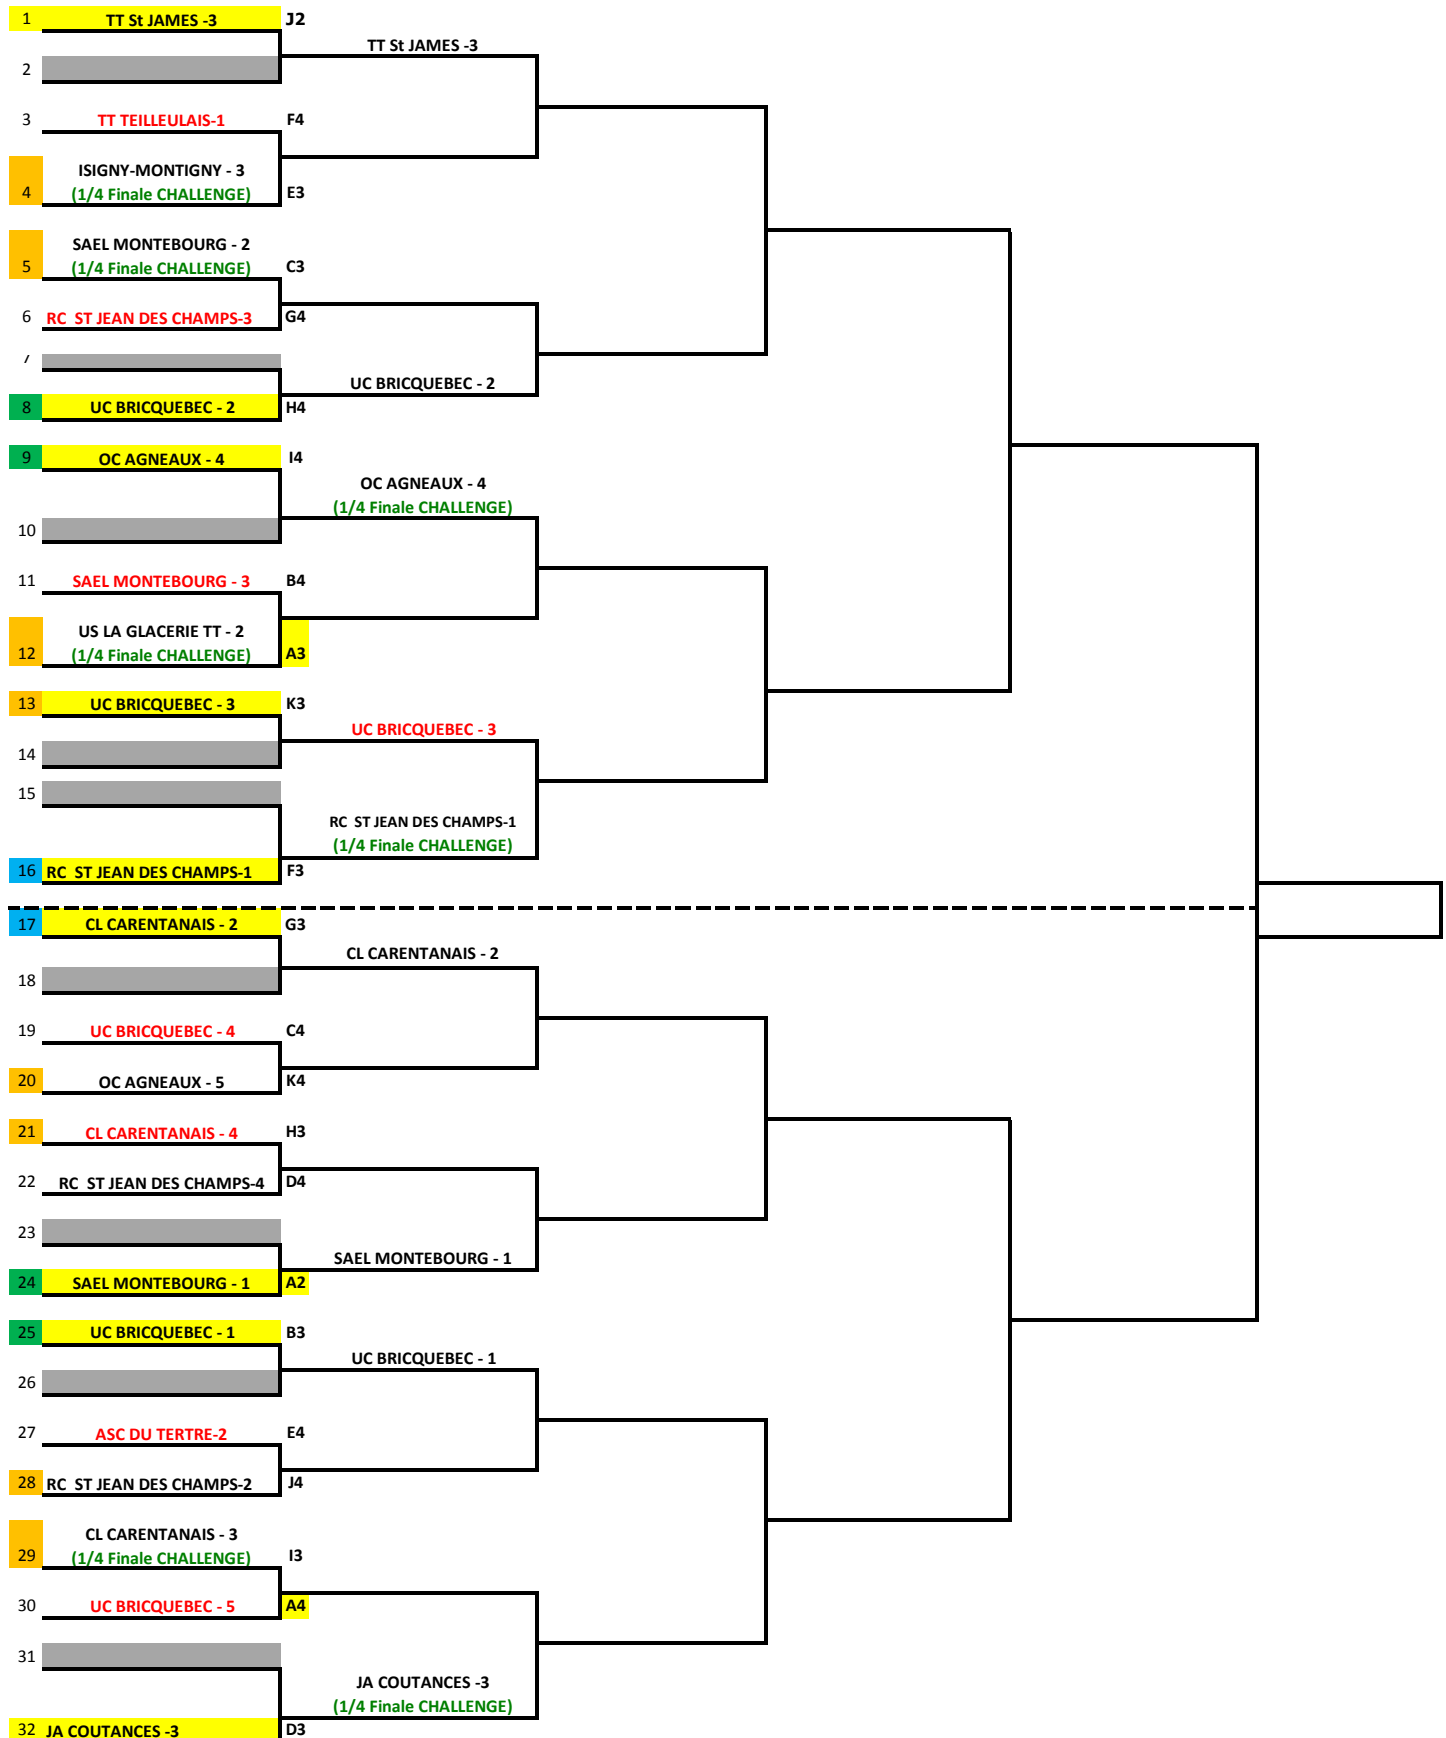 1 TT St JAMES -3 J2
TT St JAMES -3
2
3 TT TEILLEULAIS-1 F4
ISIGNY-MONTIGNY - 3
4 (1/4 Finale CHALLENGE) E3
SAEL MONTEBOURG - 2
5 (1/4 Finale CHALLENGE) C3
6 RC ST JEAN DES CHAMPS-3 G4
7
UC BRICQUEBEC - 2
8 UC BRICQUEBEC - 2 H4
9 OC AGNEAUX - 4 I4
OC AGNEAUX - 4
(1/4 Finale CHALLENGE)
10
11 SAEL MONTEBOURG - 3 B4
US LA GLACERIE TT - 2
12 (1/4 Finale CHALLENGE) A3
13 UC BRICQUEBEC - 3 K3
UC BRICQUEBEC - 3
14
15
RC ST JEAN DES CHAMPS-1
(1/4 Finale CHALLENGE)
16 RC ST JEAN DES CHAMPS-1 F3
17 CL CARENTANAIS - 2 G3
CL CARENTANAIS - 2
18
19 UC BRICQUEBEC - 4 C4
20 OC AGNEAUX - 5 K4
21 CL CARENTANAIS - 4 H3
22 RC ST JEAN DES CHAMPS-4 D4
23
SAEL MONTEBOURG - 1
24 SAEL MONTEBOURG - 1 A2
25 UC BRICQUEBEC - 1 B3
UC BRICQUEBEC - 1
26
27 ASC DU TERTRE-2 E4
28 RC ST JEAN DES CHAMPS-2 J4
CL CARENTANAIS - 3
29 (1/4 Finale CHALLENGE) I3
30 UC BRICQUEBEC - 5 A4
31
JA COUTANCES -3
(1/4 Finale CHALLENGE)
32 JA COUTANCES -3 D3